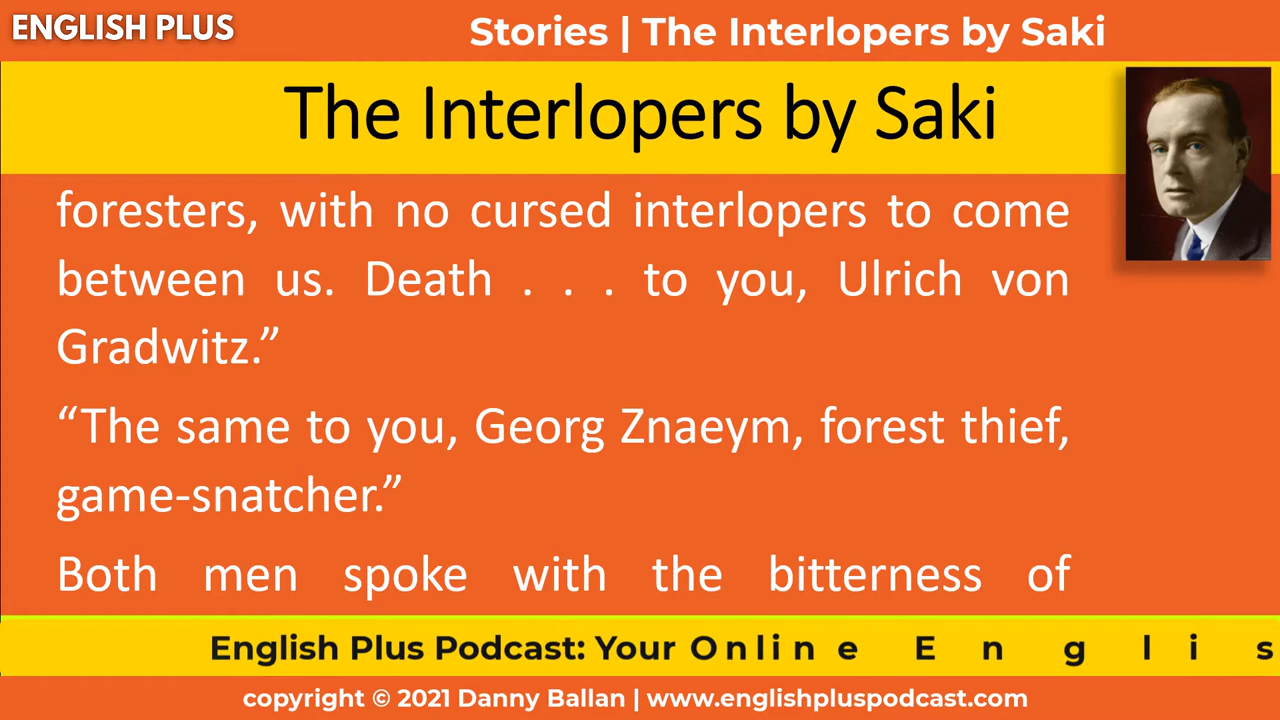 ENGLISH PLUS
Stories | The Interlopers by Saki
The Interlopers by Saki
foresters, with no cursed interlopers to come
between us. Death . . . to you, Ulrich von
Gradwitz.”
“The same to you, Georg Znaeym, forest thief,
game-snatcher.”
Both men spoke with the bitterness of
English Plus Podcast: Your Online Englis
copyright © 2021 Danny Ballan | www.englishpluspodcast.com